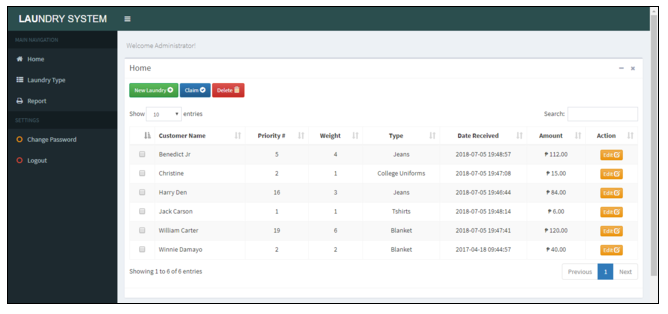 LAUNDRY SYSTEM
MAIN NAVIGATION
Home
Laundry Type
Report
SETTINGS
Change Password
Logout
Welcome Administrator!
Home
New Laundry Claim Delete
Show 10 entries Search:
Customer Name Priority # Weight Type Date Received Amount Action
Benedict Jr 5 4 Jeans 2018-07-05 19:48:57 ₱ 112.00 Edit
Christine 2 1 College Uniforms 2018-07-05 19:47:08 ₱ 15.00 Edit
Harry Den 16 3 Jeans 2018-07-05 19:40:44 ₱ 84.00 Edit
Jack Carson 1 1 Tshirts 2018-07-05 19:48:14 ₱ 6.00 Edit
William Carter 19 6 Blanket 2018-07-05 19:47:41 ₱ 120.00 Edit
Winnie Damayo 2 2 Blanket 2017-04-18 09:44:57 ₱ 40.00 Edit
Showing 1 to 6 of 6 entries Previous 1 Next